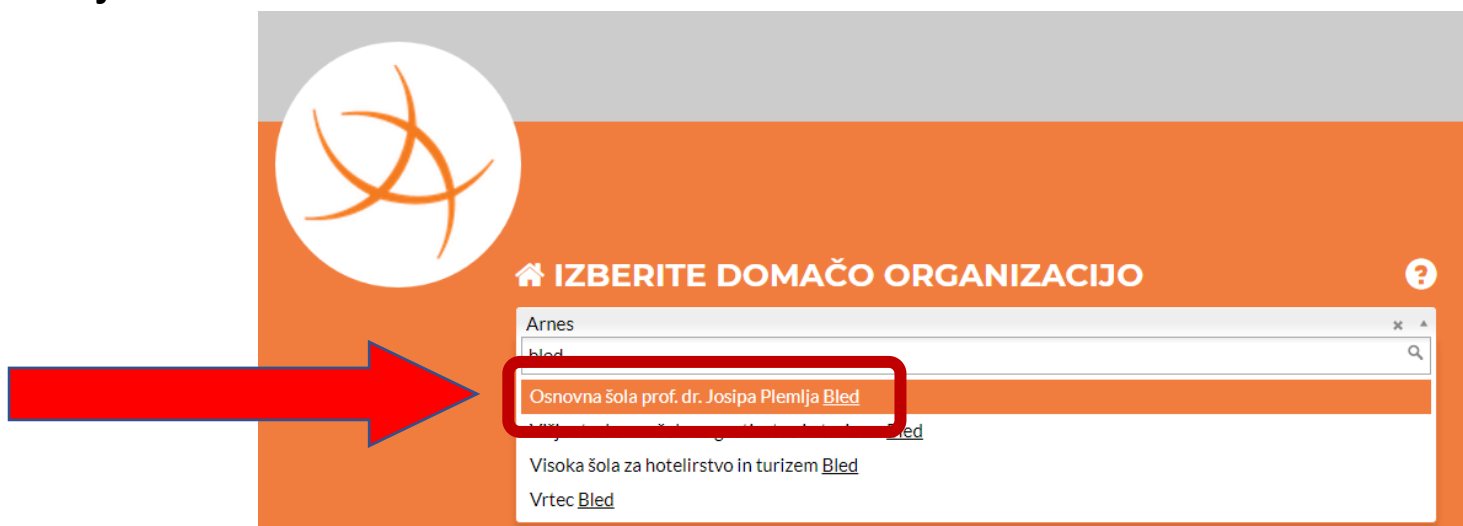 IZBERITE DOMAČO ORGANIZACIJO
Arnes
bled
Osnovna šola prof. dr. Josipa Plemlja Bled
Bled
Visoka šola za hotelirstvo in turizem Bled
Vrtec Bled